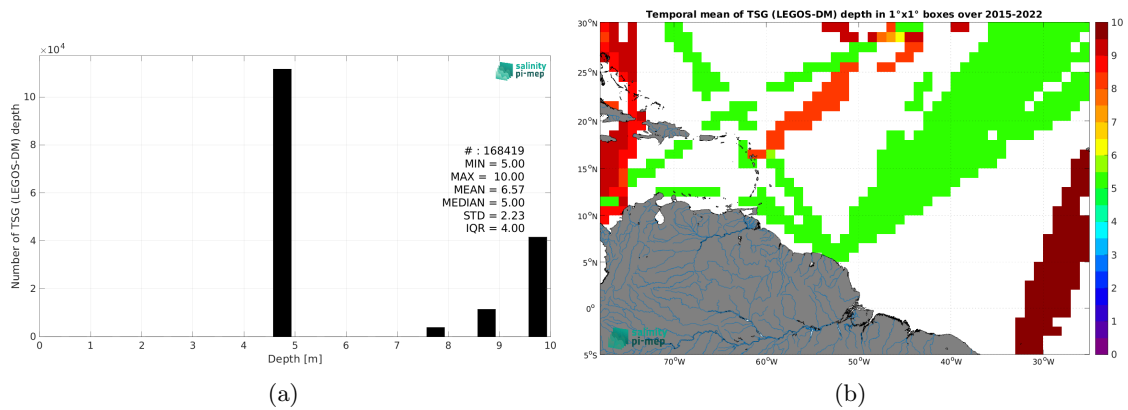 ×10⁴
10
8
6
4
2
0
0 1 2 3 4 5 6 7 8 9 10
Number of TSG (LEGOS-DM) depth
Depth [m]
salinity
pi-mep
# : 168419
MIN = 5.00
MAX = 10.00
MEAN = 6.57
MEDIAN = 5.00
STD = 2.23
IQR = 4.00
(a)
Temporal mean of TSG (LEGOS-DM) depth in 1°x1° boxes over 2015-2022
30°N
25°N
20°N
15°N
10°N
5°N
0°
5°S
70°W 60°W 50°W 40°W 30°W
salinity
pi-mep
10
9
8
7
6
5
4
3
2
1
0
(b)